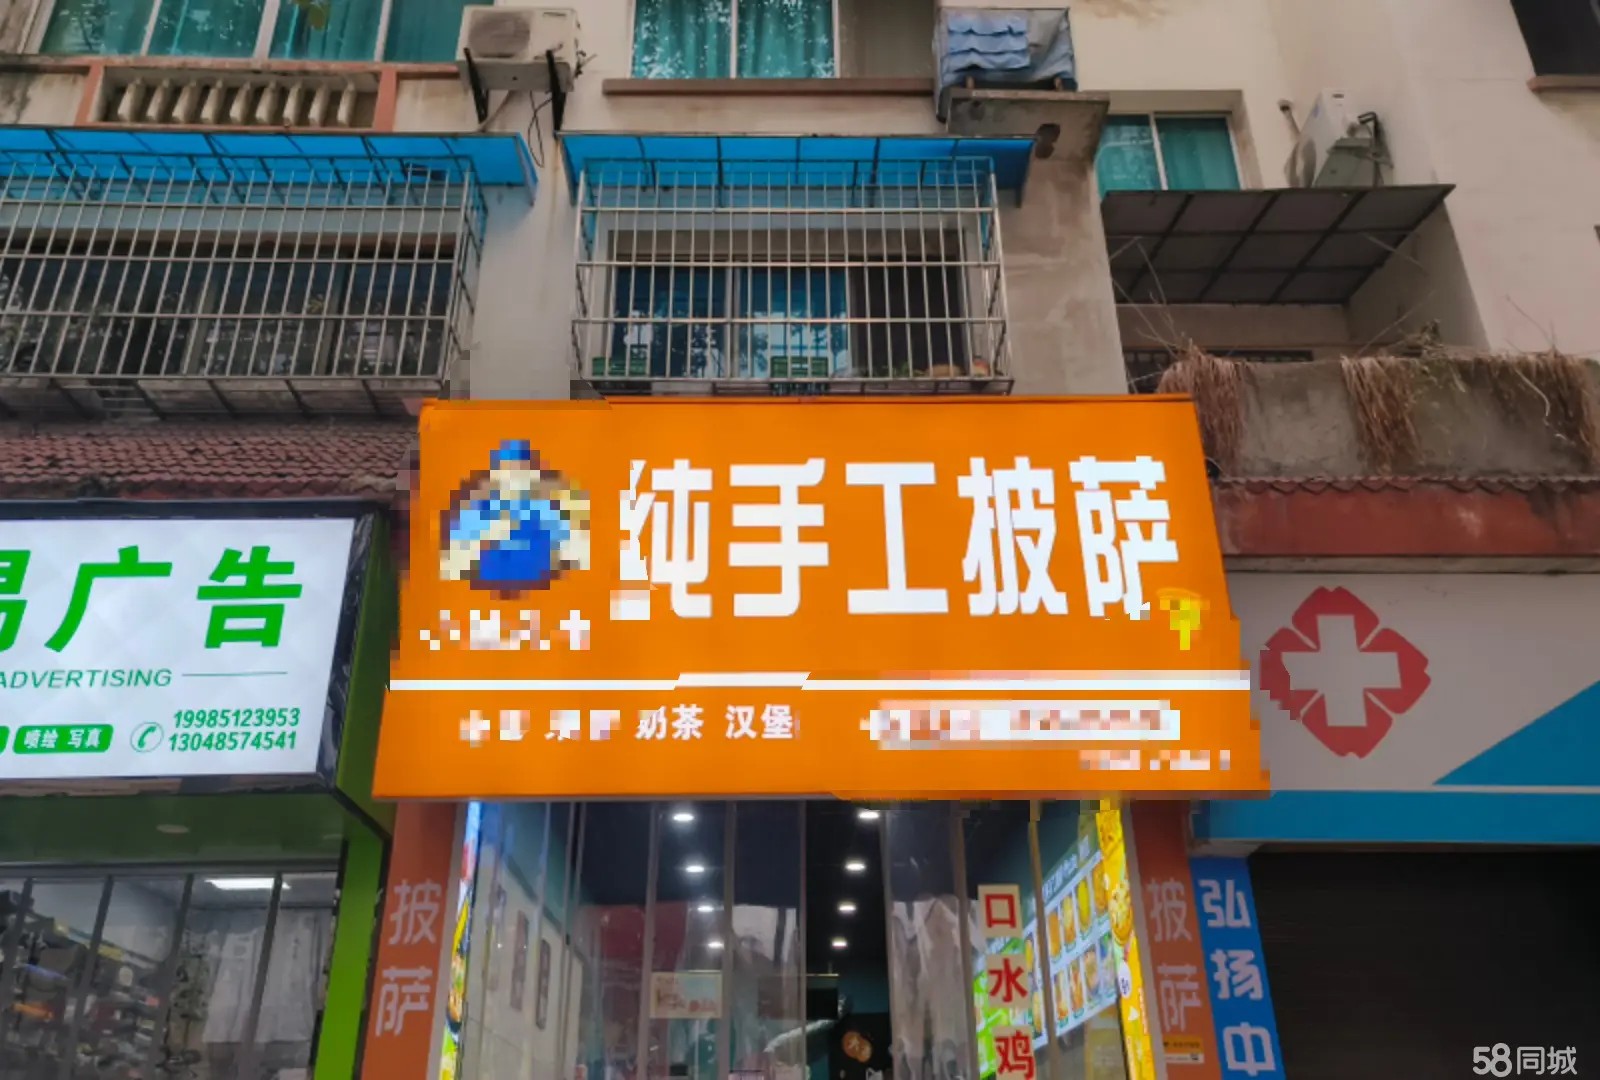 纯手工披萨
广告
ADVERTISING
19985123953
喷绘 写真
13048574541
奶茶 汉堡
披萨
口水鸡
披萨
弘扬中
58同城